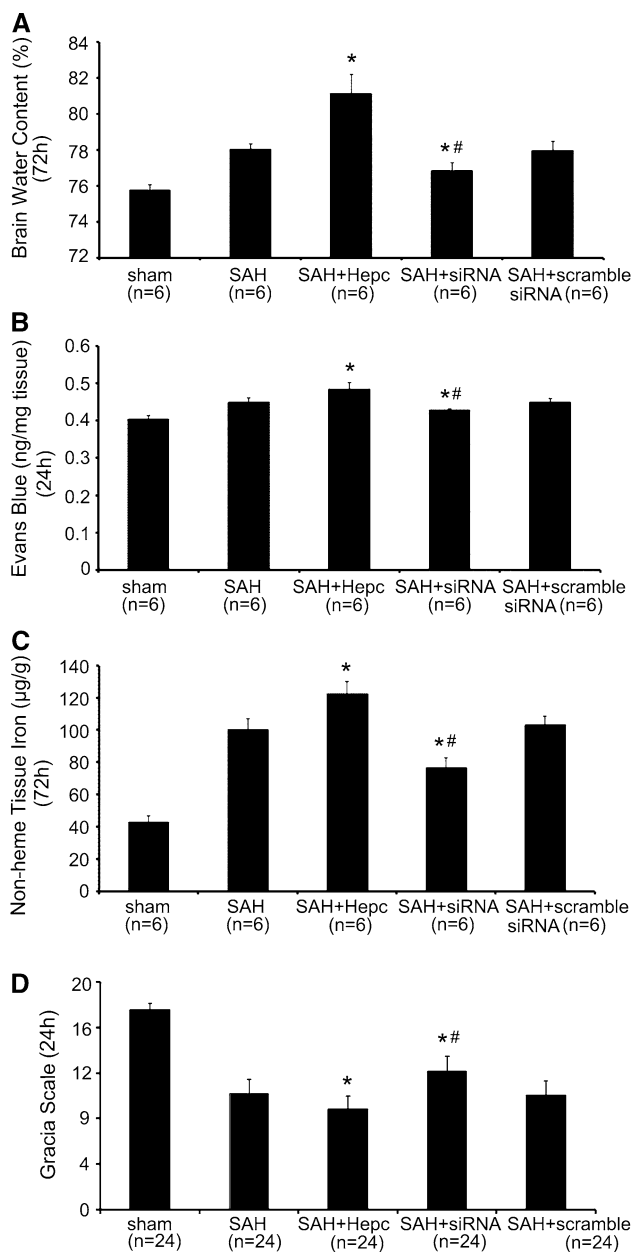 A
Brain Water Content (%)
(72h)
84
82
80
78
76
74
72
*
*#
sham SAH SAH+Hepc SAH+siRNA SAH+scramble
(n=6) (n=6) (n=6) (n=6) siRNA (n=6)
B
Evans Blue (ng/mg tissue)
(24h)
0.6
0.5
0.4
0.3
0.2
0.1
0
*
*#
sham SAH SAH+Hepc SAH+siRNA SAH+scramble
(n=6) (n=6) (n=6) (n=6) siRNA (n=6)
C
Non-heme Tissue Iron (µg/g)
(72h)
140
120
100
80
60
40
20
0
*
*#
sham SAH SAH+Hepc SAH+siRNA SAH+scramble
(n=6) (n=6) (n=6) (n=6) siRNA (n=6)
D
Gracia Scale (24h)
20
16
12
9
4
0
*
*#
sham SAH SAH+Hepc SAH+siRNA SAH+scramble
(n=24) (n=24) (n=24) (n=24) (n=24)